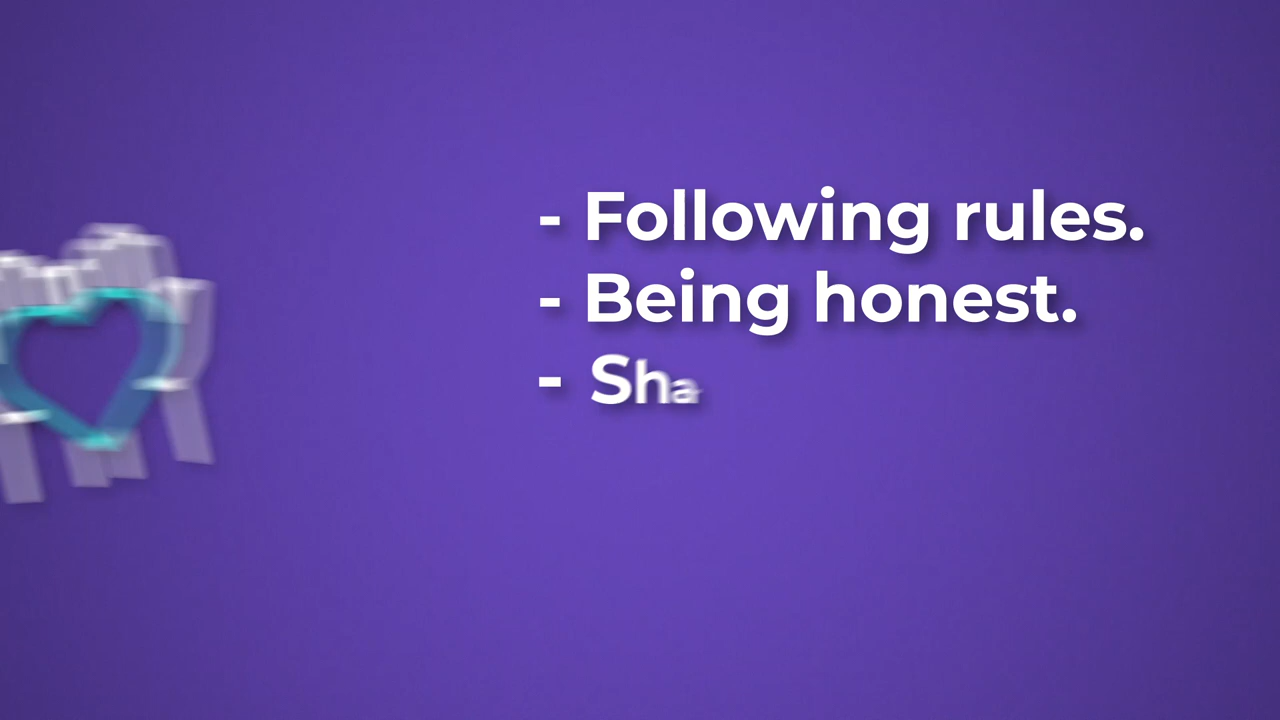 - Following rules.
- Being honest.
- Sha